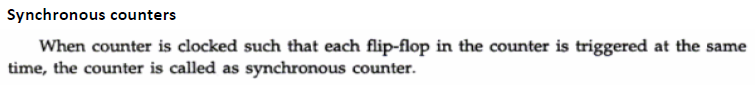 Synchronous counters
When counter is clocked such that each flip-flop in the counter is triggered at the same
time, the counter is called as synchronous counter.